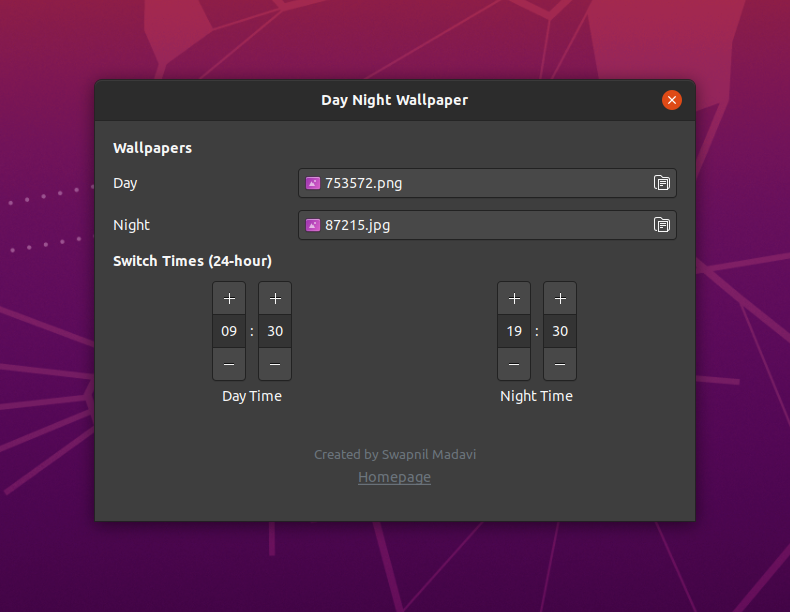 Day Night Wallpaper
Wallpapers
Day 753572.png
Night 87215.jpg
Switch Times (24-hour)
+ + + +
09 : 30 19 : 30
− − − −
Day Time Night Time
Created by Swapnil Madavi
Homepage